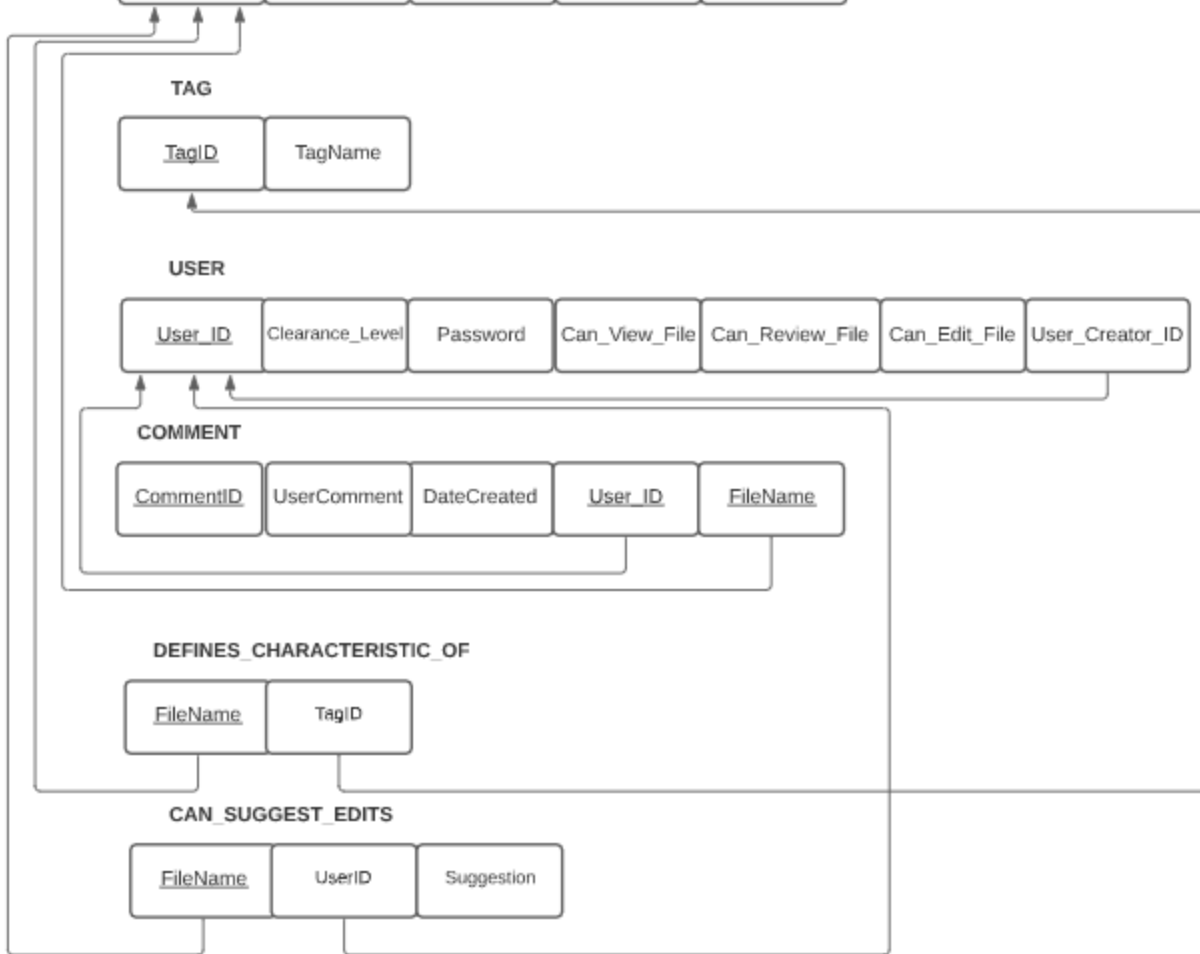 TAG
TagID TagName
USER
User_ID Clearance_Level Password Can_View_File Can_Review_File Can_Edit_File User_Creator_ID
COMMENT
CommentID UserComment DateCreated User_ID FileName
DEFINES_CHARACTERISTIC_OF
FileName TagID
CAN_SUGGEST_EDITS
FileName UserID Suggestion